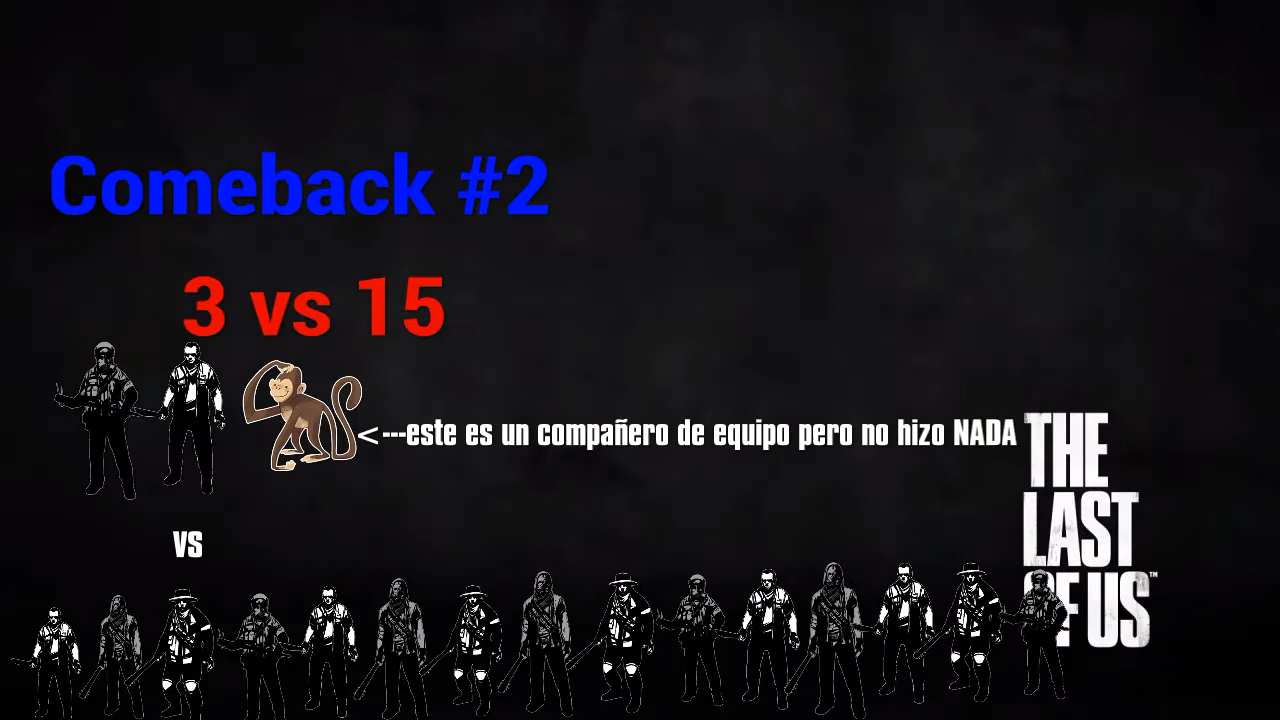 Comeback #2
3 vs 15
<---este es un compañero de equipo pero no hizo NADA
VS
THE
LAST
OF US™